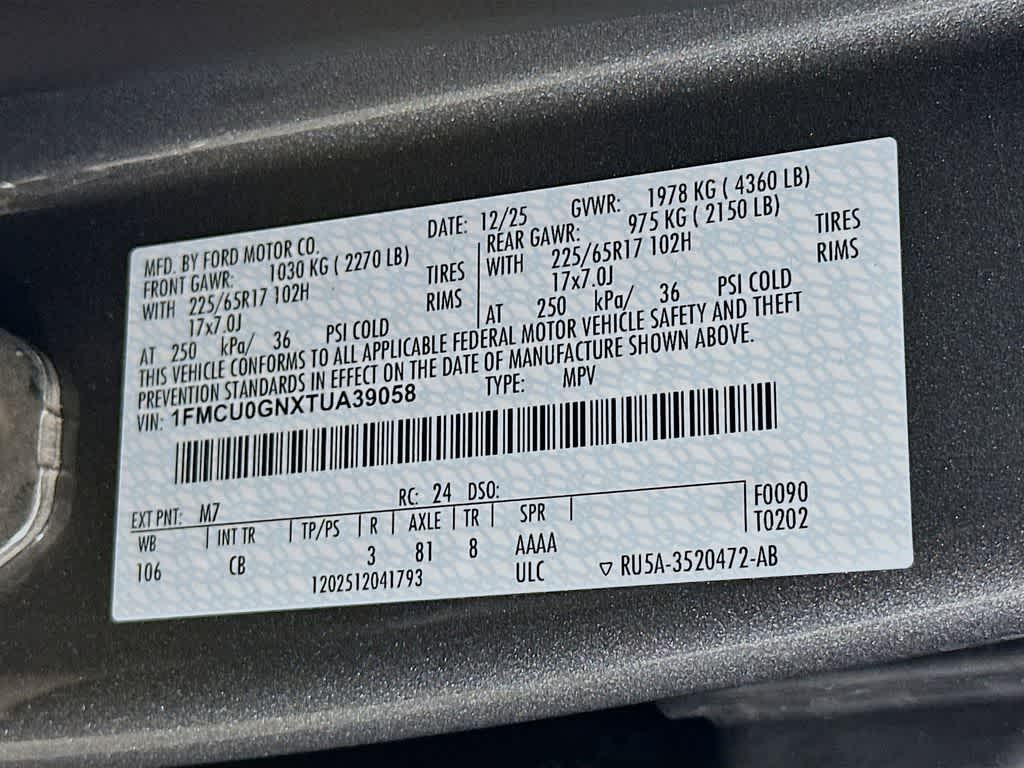 MFD. BY FORD MOTOR CO. DATE: 12/25 GVWR: 1978 KG ( 4360 LB)
FRONT GAWR: 1030 KG ( 2270 LB) REAR GAWR: 975 KG ( 2150 LB)
WITH 225/65R17 102H TIRES WITH 225/65R17 102H TIRES
17x7.0J RIMS 17x7.0J RIMS
AT 250 kPa/ 36 PSI COLD AT 250 kPa/ 36 PSI COLD
THIS VEHICLE CONFORMS TO ALL APPLICABLE FEDERAL MOTOR VEHICLE SAFETY AND THEFT
PREVENTION STANDARDS IN EFFECT ON THE DATE OF MANUFACTURE SHOWN ABOVE.
VIN: 1FMCU0GNXTUA39058 TYPE: MPV
EXT PNT: M7 RC: 24 DSO: F0090
WB INT TR TP/PS R AXLE TR SPR T0202
106 CB 3 81 8 AAAA
1202512041793 ULC ▽ RU5A-3520472-AB